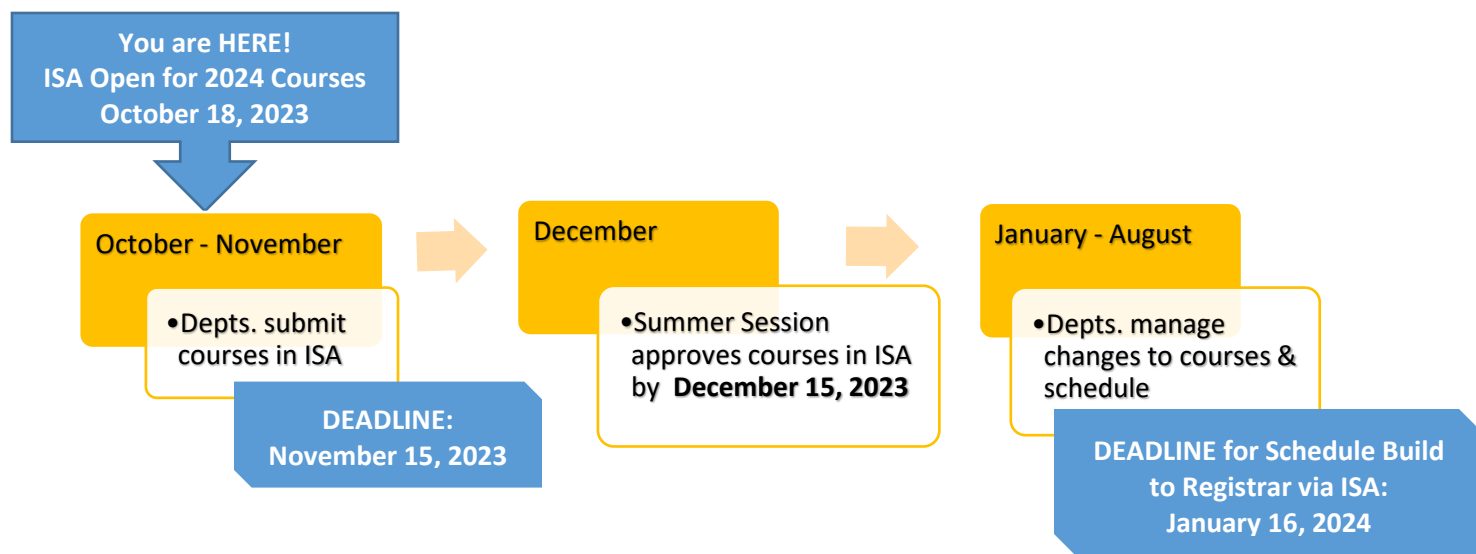 You are HERE!
ISA Open for 2024 Courses
October 18, 2023
October - November
•Depts. submit
courses in ISA
DEADLINE:
November 15, 2023
December
•Summer Session
approves courses in ISA
by December 15, 2023
January - August
•Depts. manage
changes to courses &
schedule
DEADLINE for Schedule Build
to Registrar via ISA:
January 16, 2024